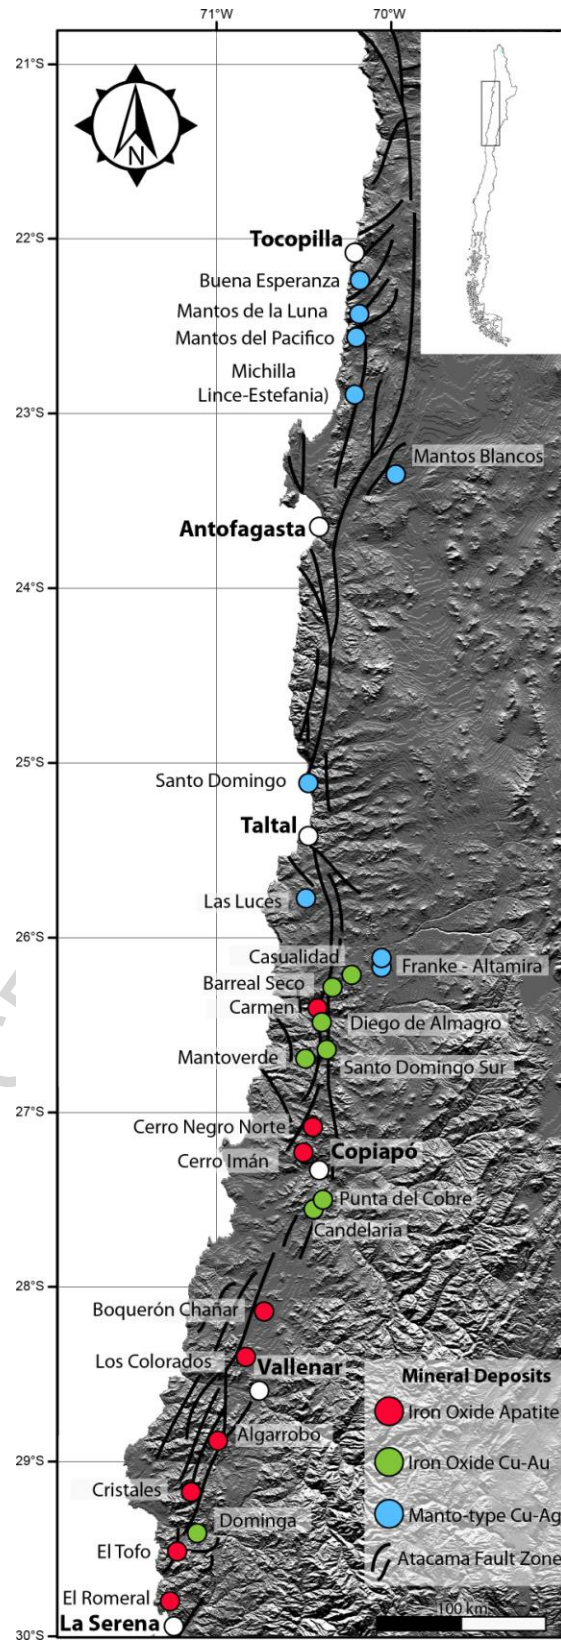 71°W 70°W
21°S
N
22°S
Tocopilla
Buena Esperanza
Mantos de la Luna
Mantos del Pacifico
Michilla
Lince-Estefania)
23°S
Mantos Blancos
Antofagasta
24°S
25°S
Santo Domingo
Taltal
Las Luces
26°S
Casualidad
Franke - Altamira
Barreal Seco
Carmen
Diego de Almagro
Mantoverde
Santo Domingo Sur
27°S
Cerro Negro Norte
Copiapó
Cerro Imán
Punta del Cobre
Candelaria
28°S
Boquerón Chañar
Los Colorados
Vallenar
Mineral Deposits
Iron Oxide Apatite
Algarrobo
29°S
Iron Oxide Cu-Au
Cristales
Manto-type Cu-Ag
Dominga
El Tofo
Atacama Fault Zone
El Romeral
100 km
La Serena
30°S